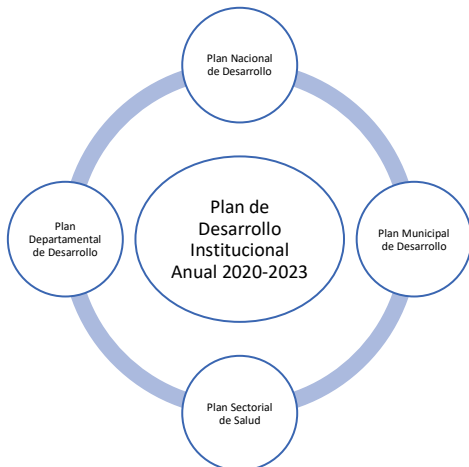 Plan Nacional
de Desarrollo
Plan de
Desarrollo
Institucional
Anual 2020-2023
Plan
Departamental
de Desarrollo
Plan Municipal
de Desarrollo
Plan Sectorial
de Salud